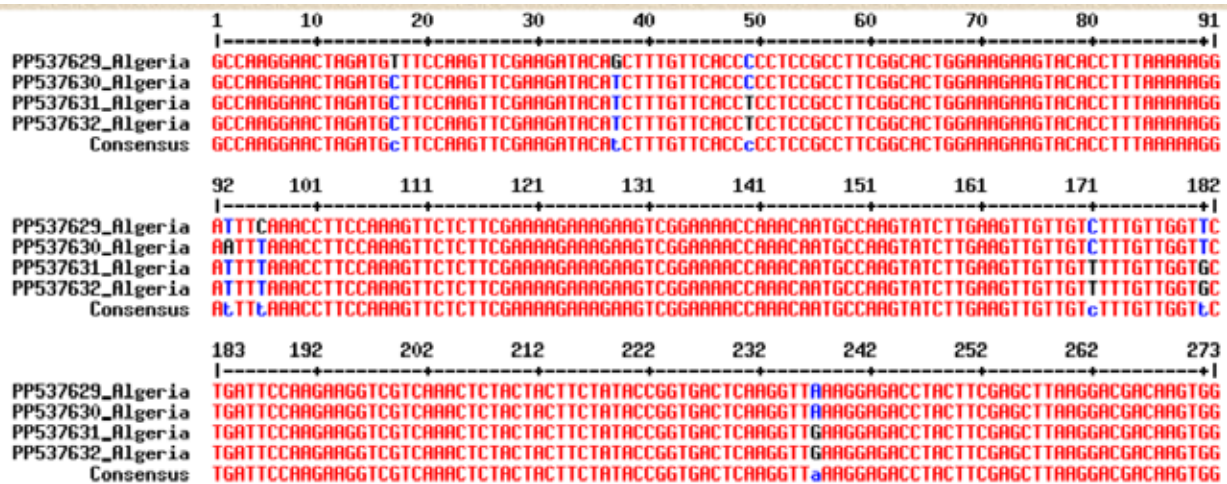 1 10 20 30 40 50 60 70 80 91
|--------+---------+---------+---------+---------+---------+---------+---------+----------|
PP537629_Algeria GCCAAGGAACTAGATGTTTCCAAGTTCGAAGATACAGCTTTGTTCACCCCCTCCGCCTTCGGCACTGGAAAGAAGTACACCTTTAAAAAGG
PP537630_Algeria GCCAAGGAACTAGATGCTTCCAAGTTCGAAGATACATCTTTGTTCACCCCCTCCGCCTTCGGCACTGGAAAGAAGTACACCTTTAAAAAGG
PP537631_Algeria GCCAAGGAACTAGATGCTTCCAAGTTCGAAGATACATCTTTGTTCACCTCCTCCGCCTTCGGCACTGGAAAGAAGTACACCTTTAAAAAGG
PP537632_Algeria GCCAAGGAACTAGATGCTTCCAAGTTCGAAGATACATCTTTGTTCACCTCCTCCGCCTTCGGCACTGGAAAGAAGTACACCTTTAAAAAGG
Consensus GCCAAGGAACTAGATGcTTCCAAGTTCGAAGATACAtCTTTGTTCACCcCCTCCGCCTTCGGCACTGGAAAGAAGTACACCTTTAAAAAGG
92 101 111 121 131 141 151 161 171 182
|--------+---------+---------+---------+---------+---------+---------+---------+---------+|
PP537629_Algeria ATTTCAAACCTTCCAAAGTTCTCTTCGAAAAGAAAGAAGTCGGAAAACCAAACAATGCCAAGTATCTTGAAGTTGTTGTCTTTGTTGGTTC
PP537630_Algeria AATTTAAACCTTCCAAAGTTCTCTTCGAAAAGAAAGAAGTCGGAAAACCAAACAATGCCAAGTATCTTGAAGTTGTTGTCTTTGTTGGTTC
PP537631_Algeria ATTTTAAACCTTCCAAAGTTCTCTTCGAAAAGAAAGAAGTCGGAAAACCAAACAATGCCAAGTATCTTGAAGTTGTTGTTTTTGTTGGTGC
PP537632_Algeria ATTTTAAACCTTCCAAAGTTCTCTTCGAAAAGAAAGAAGTCGGAAAACCAAACAATGCCAAGTATCTTGAAGTTGTTGTTTTTGTTGGTGC
Consensus AtTTtAAACCTTCCAAAGTTCTCTTCGAAAAGAAAGAAGTCGGAAAACCAAACAATGCCAAGTATCTTGAAGTTGTTGTcTTTGTTGGTtC
183 192 202 212 222 232 242 252 262 273
|--------+---------+---------+---------+---------+---------+---------+---------+---------+|
PP537629_Algeria TGATTCCAAGAAGGTCGTCAAACTCTACTACTTCTATACCGGTGACTCAAGGTTAAAGGAGACCTACTTCGAGCTTAAGGACGACAAGTGG
PP537630_Algeria TGATTCCAAGAAGGTCGTCAAACTCTACTACTTCTATACCGGTGACTCAAGGTTAAAGGAGACCTACTTCGAGCTTAAGGACGACAAGTGG
PP537631_Algeria TGATTCCAAGAAGGTCGTCAAACTCTACTACTTCTATACCGGTGACTCAAGGTTGAAGGAGACCTACTTCGAGCTTAAGGACGACAAGTGG
PP537632_Algeria TGATTCCAAGAAGGTCGTCAAACTCTACTACTTCTATACCGGTGACTCAAGGTTGAAGGAGACCTACTTCGAGCTTAAGGACGACAAGTGG
Consensus TGATTCCAAGAAGGTCGTCAAACTCTACTACTTCTATACCGGTGACTCAAGGTTaAAGGAGACCTACTTCGAGCTTAAGGACGACAAGTGG